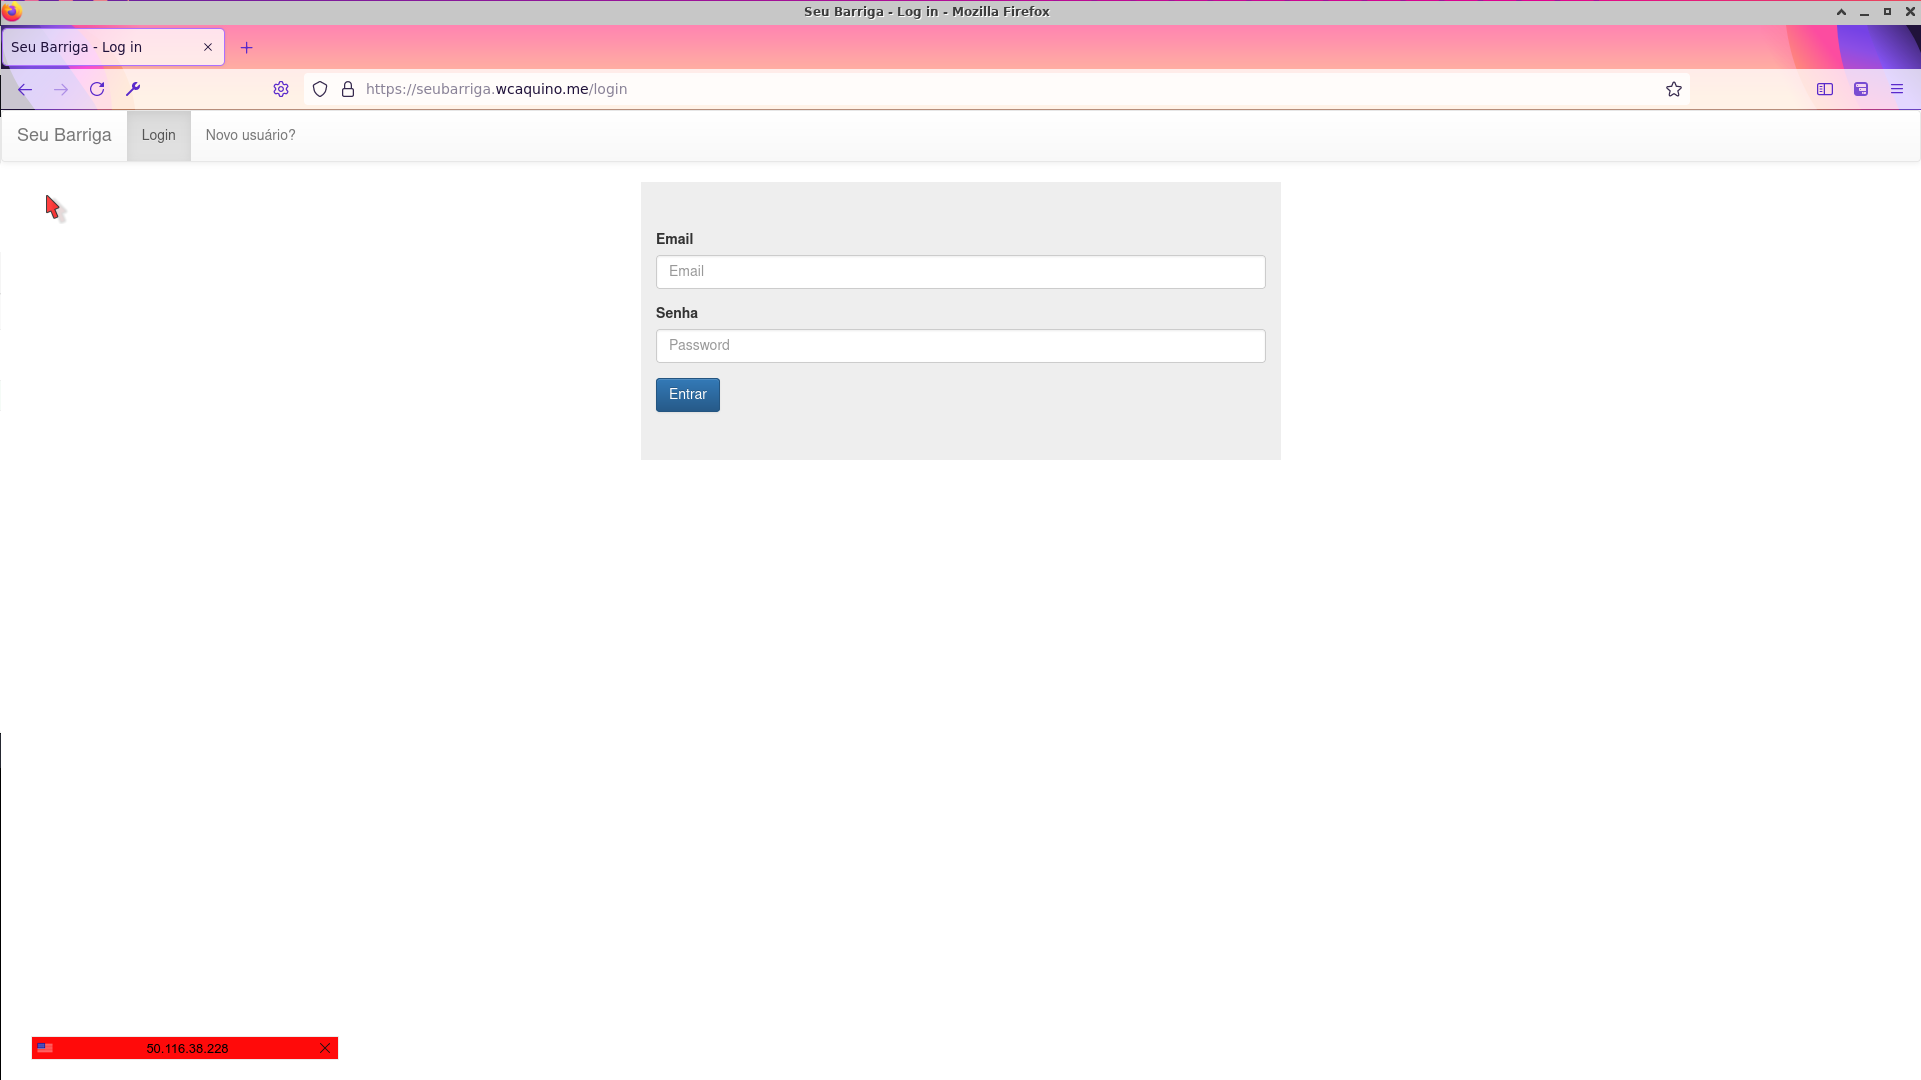 Seu Barriga - Log in - Mozilla Firefox
Seu Barriga - Log in
https://seubarriga.wcaquino.me/login
Seu Barriga Login Novo usuário?
Email
Email
Senha
Password
Entrar
50.116.38.228